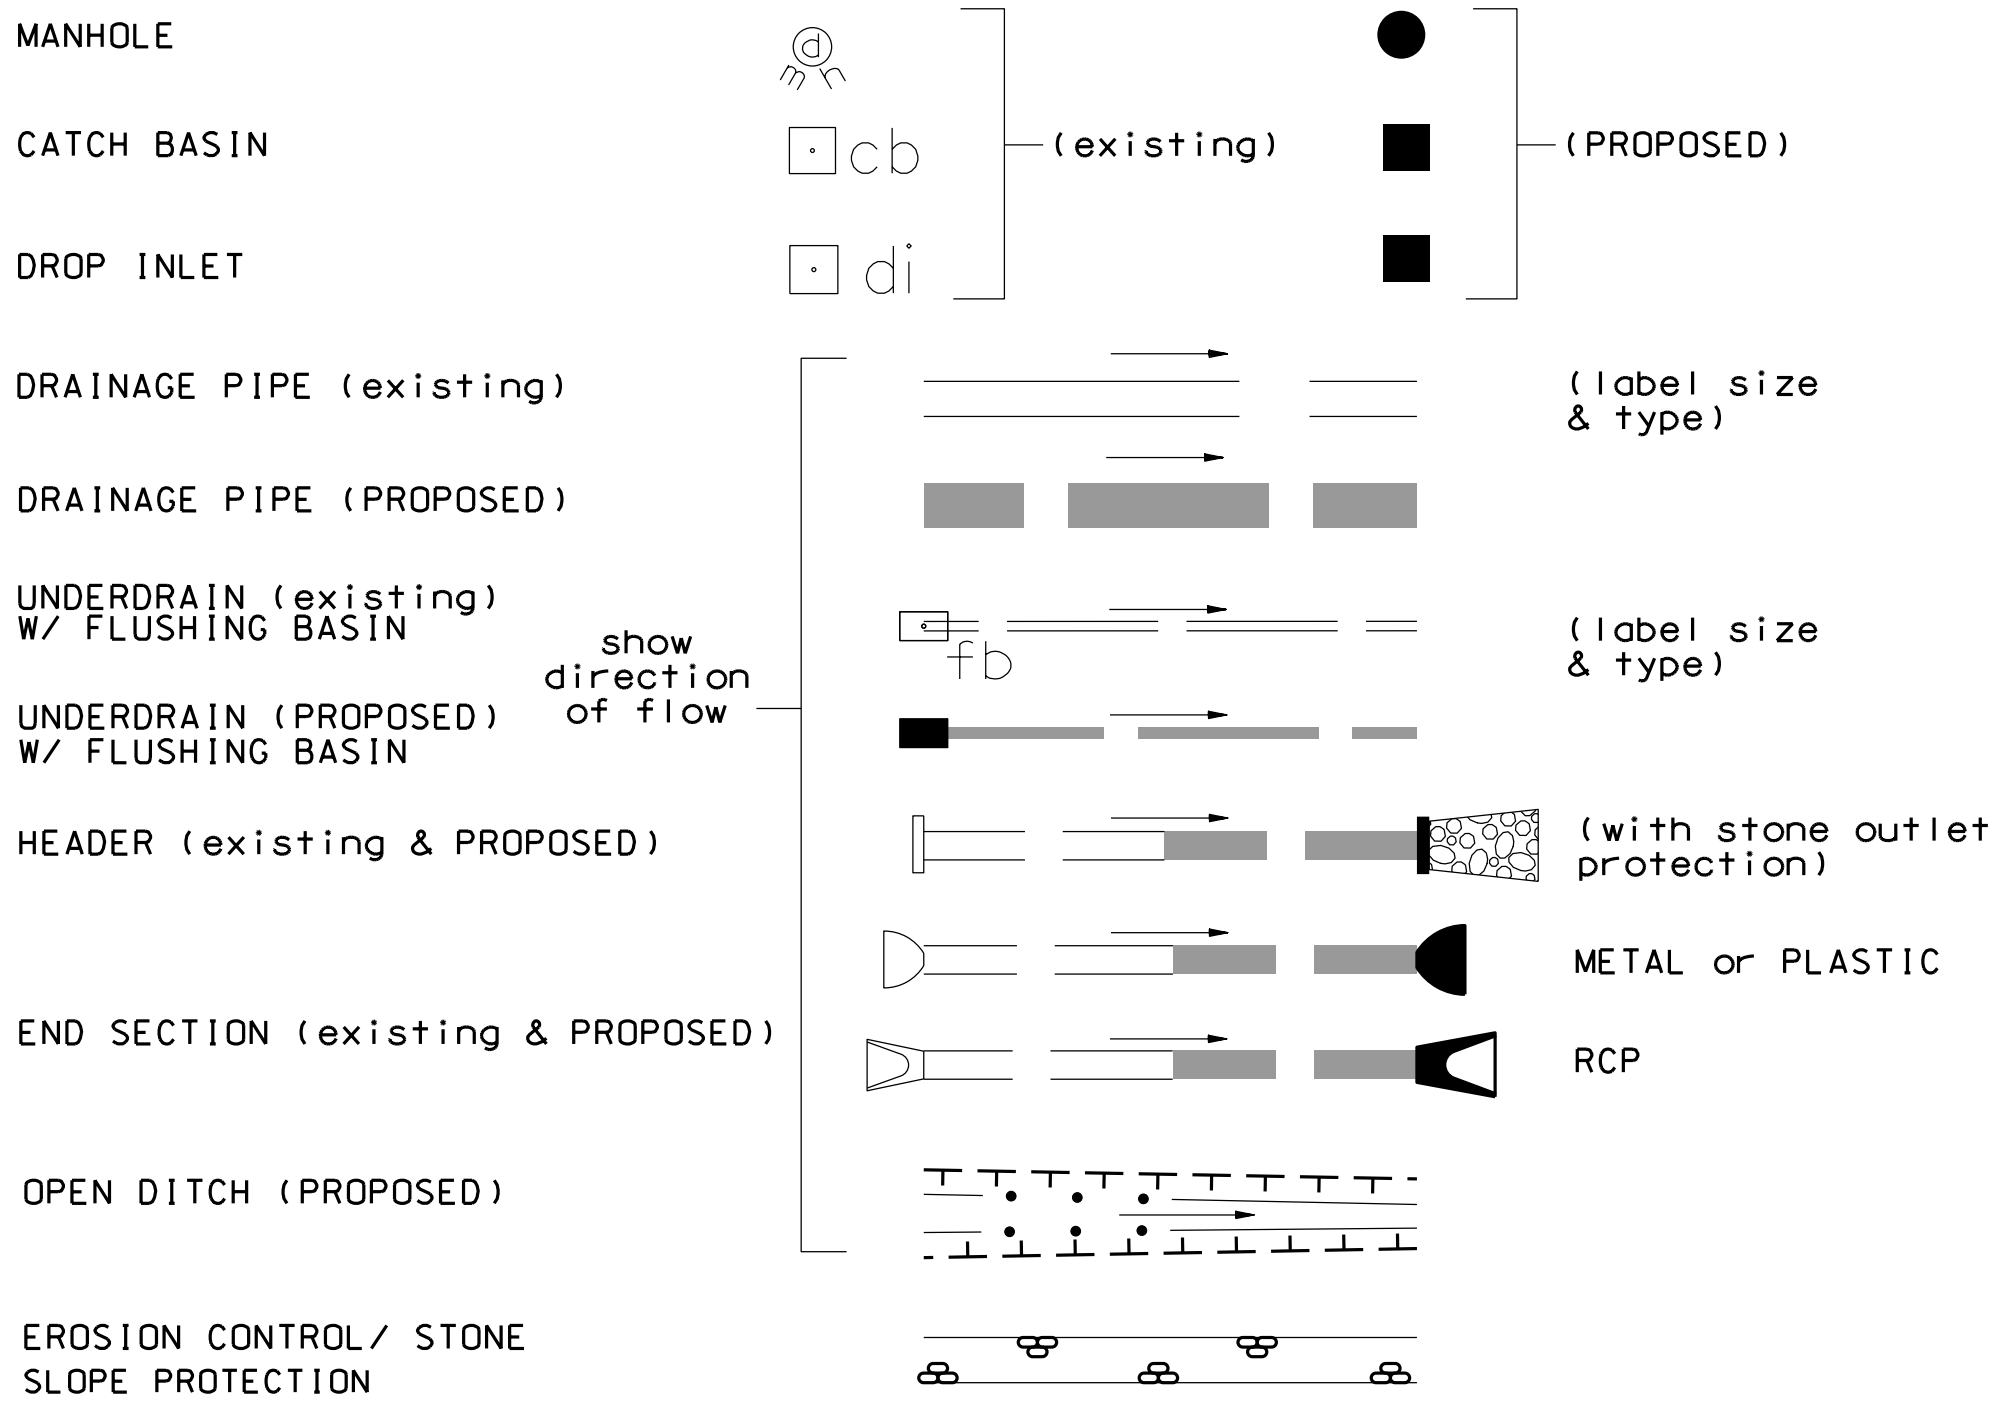 MANHOLE
d
m h
CATCH BASIN
cb
(existing)
(PROPOSED)
DROP INLET
di
DRAINAGE PIPE (existing)
(label size
& type)
DRAINAGE PIPE (PROPOSED)
UNDERDRAIN (existing)
W/ FLUSHING BASIN
fb
(label size
& type)
show
direction
of flow
UNDERDRAIN (PROPOSED)
W/ FLUSHING BASIN
HEADER (existing & PROPOSED)
(with stone outlet
protection)
METAL or PLASTIC
END SECTION (existing & PROPOSED)
RCP
OPEN DITCH (PROPOSED)
EROSION CONTROL/ STONE
SLOPE PROTECTION